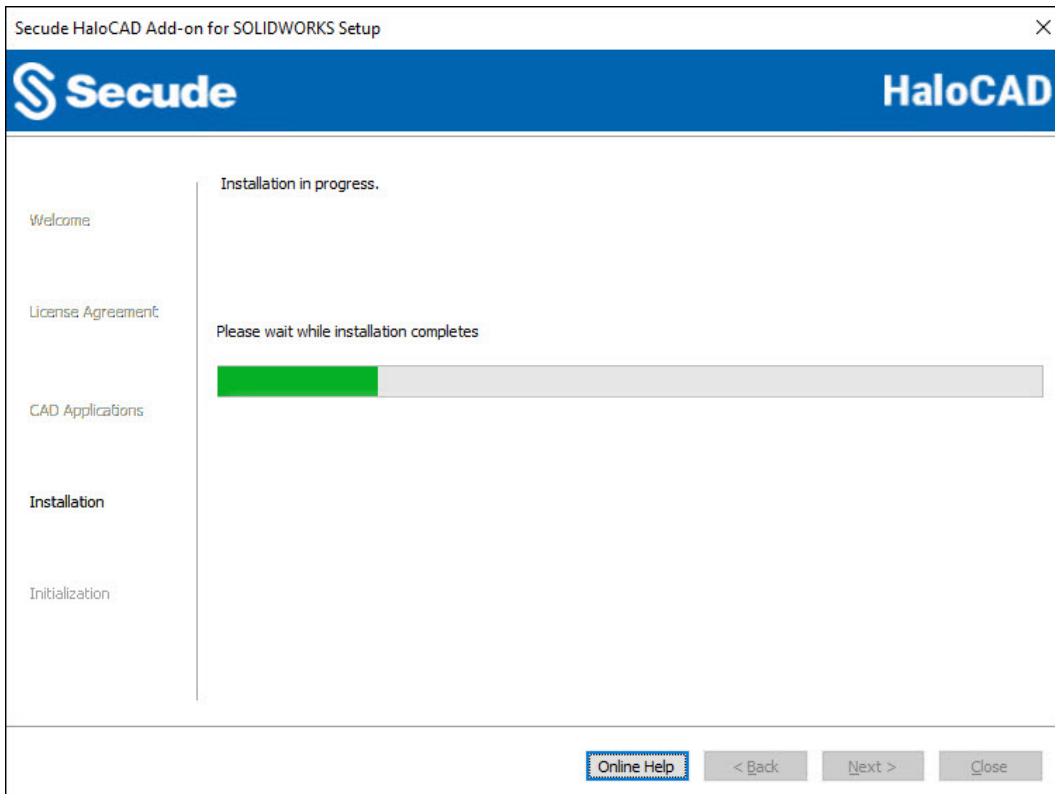 Secude HaloCAD Add-on for SOLIDWORKS Setup
Secude
HaloCAD
Installation in progress.
Welcome
License Agreement
Please wait while installation completes
CAD Applications
Installation
Initialization
Online Help
< Back
Next >
Close